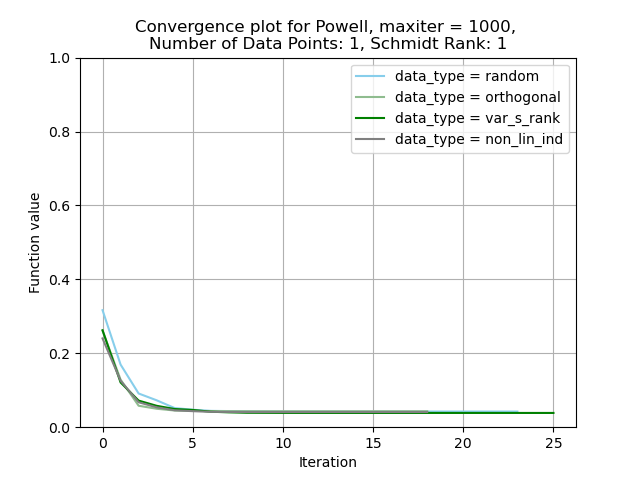 Convergence plot for Powell, maxiter = 1000,
Number of Data Points: 1, Schmidt Rank: 1
1.0
0.8
0.6
0.4
0.2
0.0
Function value
data_type = random
data_type = orthogonal
data_type = var_s_rank
data_type = non_lin_ind
0 5 10 15 20 25
Iteration